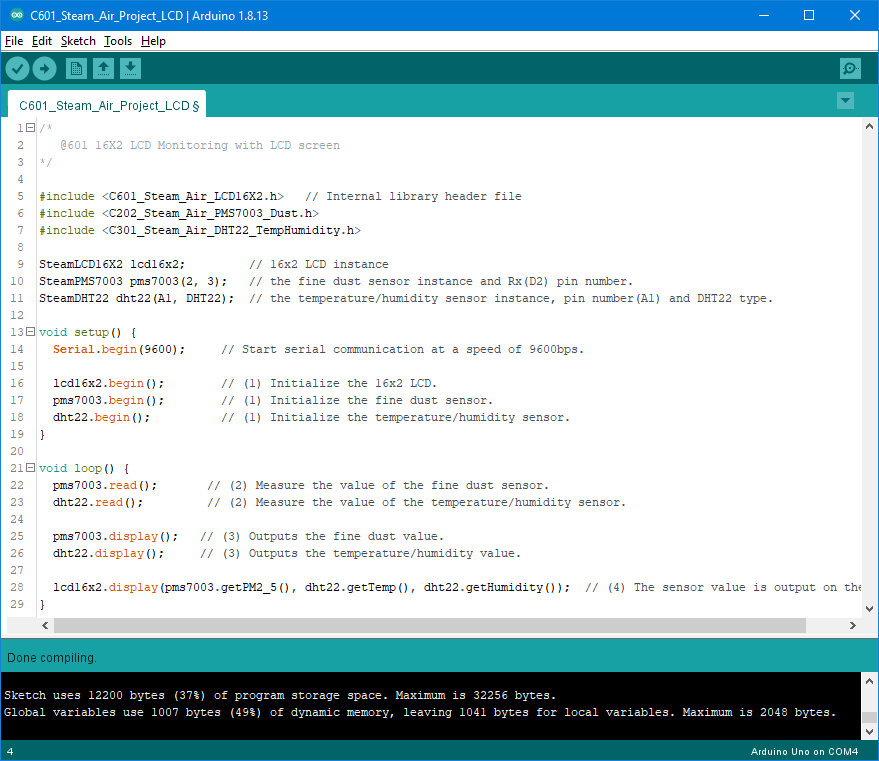 C601_Steam_Air_Project_LCD | Arduino 1.8.13
File Edit Sketch Tools Help
C601_Steam_Air_Project_LCD §
1 /*
2    @601 16X2 LCD Monitoring with LCD screen
3 */
4
5 #include <C601_Steam_Air_LCD16X2.h>   // Internal library header file
6 #include <C202_Steam_Air_PMS7003_Dust.h>
7 #include <C301_Steam_Air_DHT22_TempHumidity.h>
8
9 SteamLCD16X2 lcd16x2;         // 16x2 LCD instance
10 SteamPMS7003 pms7003(2, 3);   // the fine dust sensor instance and Rx(D2) pin number.
11 SteamDHT22 dht22(A1, DHT22);  // the temperature/humidity sensor instance, pin number(A1) and DHT22 type.
12
13 void setup() {
14   Serial.begin(9600);     // Start serial communication at a speed of 9600bps.
15
16   lcd16x2.begin();        // (1) Initialize the 16x2 LCD.
17   pms7003.begin();        // (1) Initialize the fine dust sensor.
18   dht22.begin();          // (1) Initialize the temperature/humidity sensor.
19 }
20
21 void loop() {
22   pms7003.read();       // (2) Measure the value of the fine dust sensor.
23   dht22.read();         // (2) Measure the value of the temperature/humidity sensor.
24
25   pms7003.display();   // (3) Outputs the fine dust value.
26   dht22.display();     // (3) Outputs the temperature/humidity value.
27
28   lcd16x2.display(pms7003.getPM2_5(), dht22.getTemp(), dht22.getHumidity());  // (4) The sensor value is output on the
29 }
Done compiling.
Sketch uses 12200 bytes (37%) of program storage space. Maximum is 32256 bytes.
Global variables use 1007 bytes (49%) of dynamic memory, leaving 1041 bytes for local variables. Maximum is 2048 bytes.
4 Arduino Uno on COM4